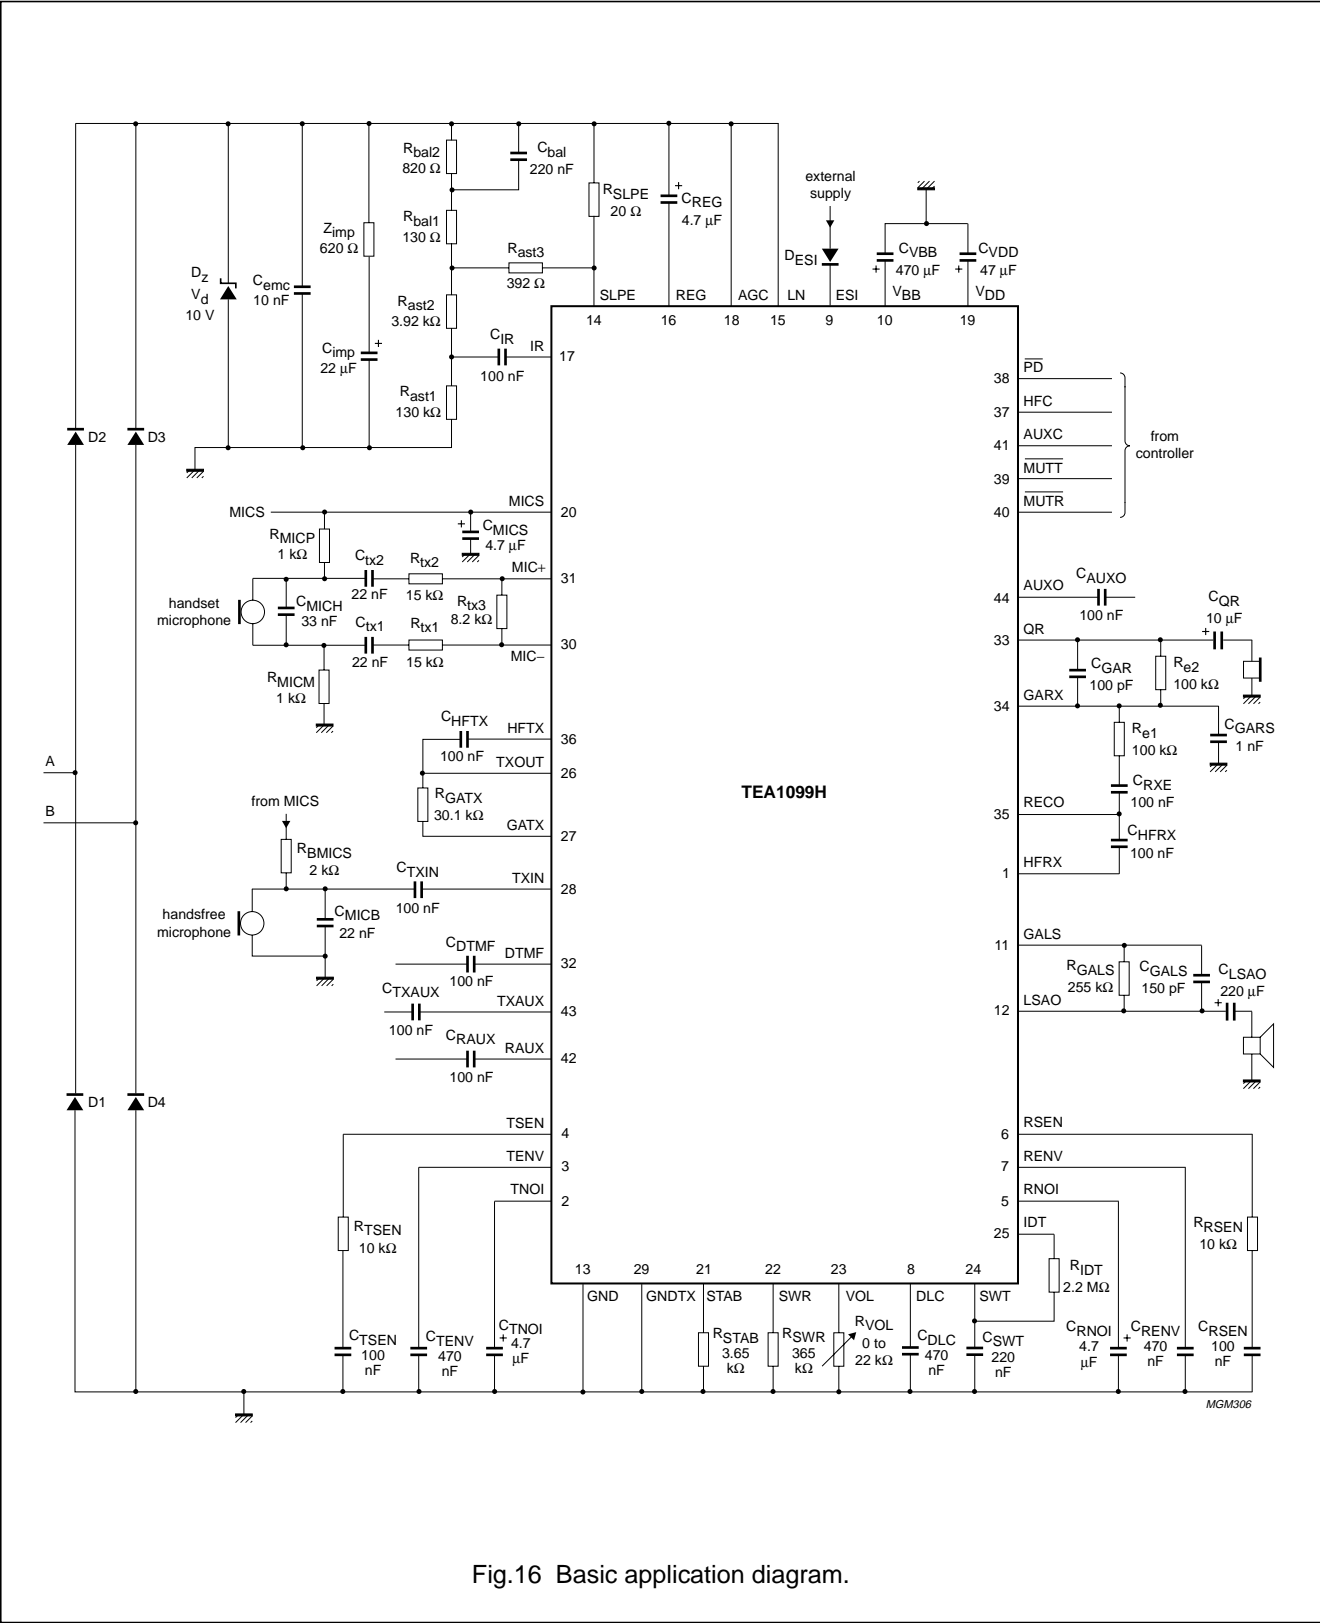 Rbal2
820 Ω
Cbal
220 nF
RSLPE
20 Ω
+
CREG
4.7 µF
external
supply
DESI
CVBB
470 µF
+
CVDD
47 µF
+
Zimp
620 Ω
Rbal1
130 Ω
Rast3
392 Ω
DZ
Vd
10 V
Cemc
10 nF
Rast2
3.92 kΩ
SLPE
REG
AGC
LN
ESI
VBB
VDD
14
16
18
15
9
10
19
Cimp
22 µF
+
CIR
100 nF
IR
17
Rast1
130 kΩ
D2
D3
38
PD
37
HFC
41
AUXC
39
MUTT
40
MUTR
from
controller
MICS
MICS
20
RMICP
1 kΩ
+
CMICS
4.7 µF
Ctx2
22 nF
Rtx2
15 kΩ
MIC+
31
handset
microphone
CMICH
33 nF
Rtx3
8.2 kΩ
Ctx1
22 nF
Rtx1
15 kΩ
30
MIC−
RMICM
1 kΩ
AUXO
44
CAUXO
100 nF
QR
33
CQR
10 µF
+
CGAR
100 pF
Re2
100 kΩ
GARX
34
CHFTX
100 nF
HFTX
36
Re1
100 kΩ
CGARS
1 nF
A
TXOUT
26
TEA1099H
CRXE
100 nF
RGATX
30.1 kΩ
B
from MICS
RECO
35
GATX
27
CHFRX
100 nF
RBMICS
2 kΩ
HFRX
1
CTXIN
100 nF
TXIN
28
handsfree
microphone
CMICB
22 nF
GALS
11
CDTMF
100 nF
DTMF
32
RGALS
255 kΩ
CGALS
150 pF
CLSAO
220 µF
+
CTXAUX
100 nF
TXAUX
43
LSAO
12
CRAUX
100 nF
RAUX
42
D1
D4
TSEN
4
RSEN
6
TENV
3
RENV
7
TNOI
2
RNOI
5
IDT
25
RTSEN
10 kΩ
RRSEN
10 kΩ
13
29
21
22
23
8
24
RIDT
2.2 MΩ
GND
GNDTX
STAB
SWR
VOL
DLC
SWT
CTSEN
100
nF
CTENV
470
nF
CTNOI
+
4.7
µF
RSTAB
3.65
kΩ
RSWR
365
kΩ
RVOL
0 to
22 kΩ
CDLC
470
nF
CSWT
220
nF
CRNOI
4.7
µF
+
CRENV
470
nF
CRSEN
100
nF
MGM306
Fig.16 Basic application diagram.